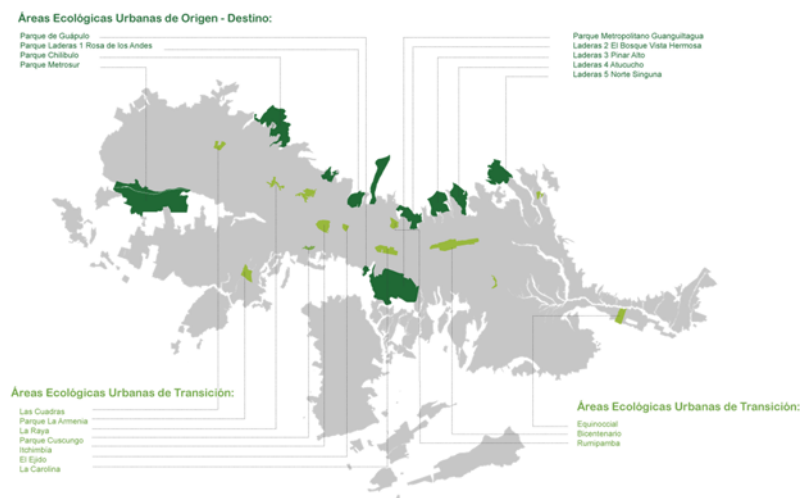 Áreas Ecológicas Urbanas de Origen - Destino:
Parque de Guápulo
Parque Laderas 1 Rosa de los Andes
Parque Chilibulo
Parque Metrosur
Parque Metropolitano Guanguiltagua
Laderas 2 El Bosque Vista Hermosa
Laderas 3 Pinar Alto
Laderas 4 Atucucho
Laderas 5 Norte Singuna
Áreas Ecológicas Urbanas de Transición:
Las Cuadras
Parque La Armenia
La Raya
Parque Cuscungo
Itchimbia
El Ejido
La Carolina
Áreas Ecológicas Urbanas de Transición:
Equinoccial
Bicentenario
Rumipamba